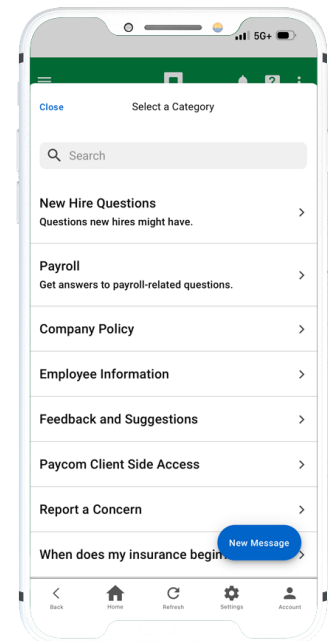 5G+
?
Close
Select a Category
Search
New Hire Questions
Questions new hires might have.
Payroll
Get answers to payroll-related questions.
Company Policy
Employee Information
Feedback and Suggestions
Paycom Client Side Access
Report a Concern
New Message
When does my insurance begin
Back
Home
Refresh
Settings
Account